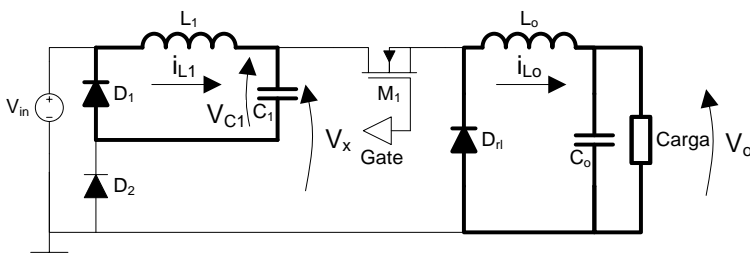 L1
Lo
iL1
iLo
D1
VC1
C1
M1
Vin
+
-
Vx
Gate
Drl
Co
Carga
Vo
D2